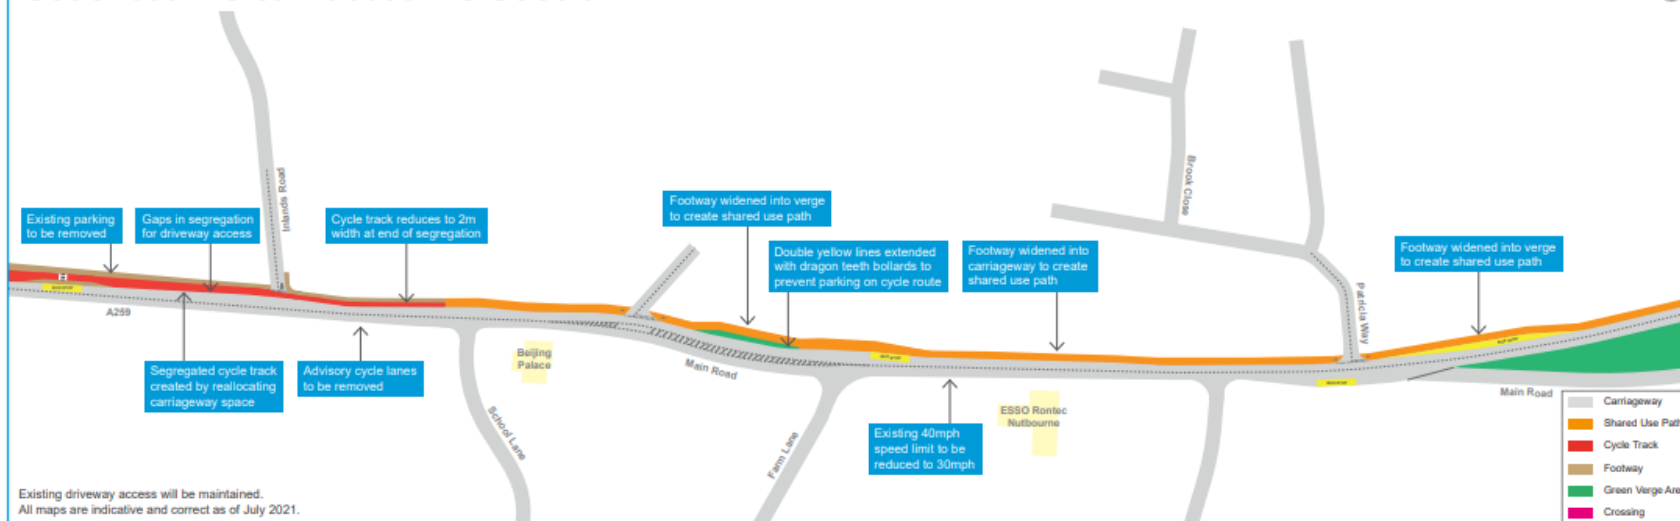 Existing parking
to be removed
Gaps in segregation
for driveway access
Inlands Road
Cycle track reduces to 2m
width at end of segregation
Footway widened into verge
to create shared use path
Double yellow lines extended
with dragon teeth bollards to
prevent parking on cycle route
Footway widened into
carriageway to create
shared use path
Brook Close
Footway widened into verge
to create shared use path
Patricia Way
A259
Segregated cycle track
created by reallocating
carriageway space
Advisory cycle lanes
to be removed
Beijing
Palace
School Lane
Main Road
Farm Lane
Existing 40mph
speed limit to be
reduced to 30mph
ESSO Rontec
Nutbourne
Main Road
Carriageway
Shared Use Path
Cycle Track
Footway
Green Verge Are
Crossing
Existing driveway access will be maintained.
All maps are indicative and correct as of July 2021.